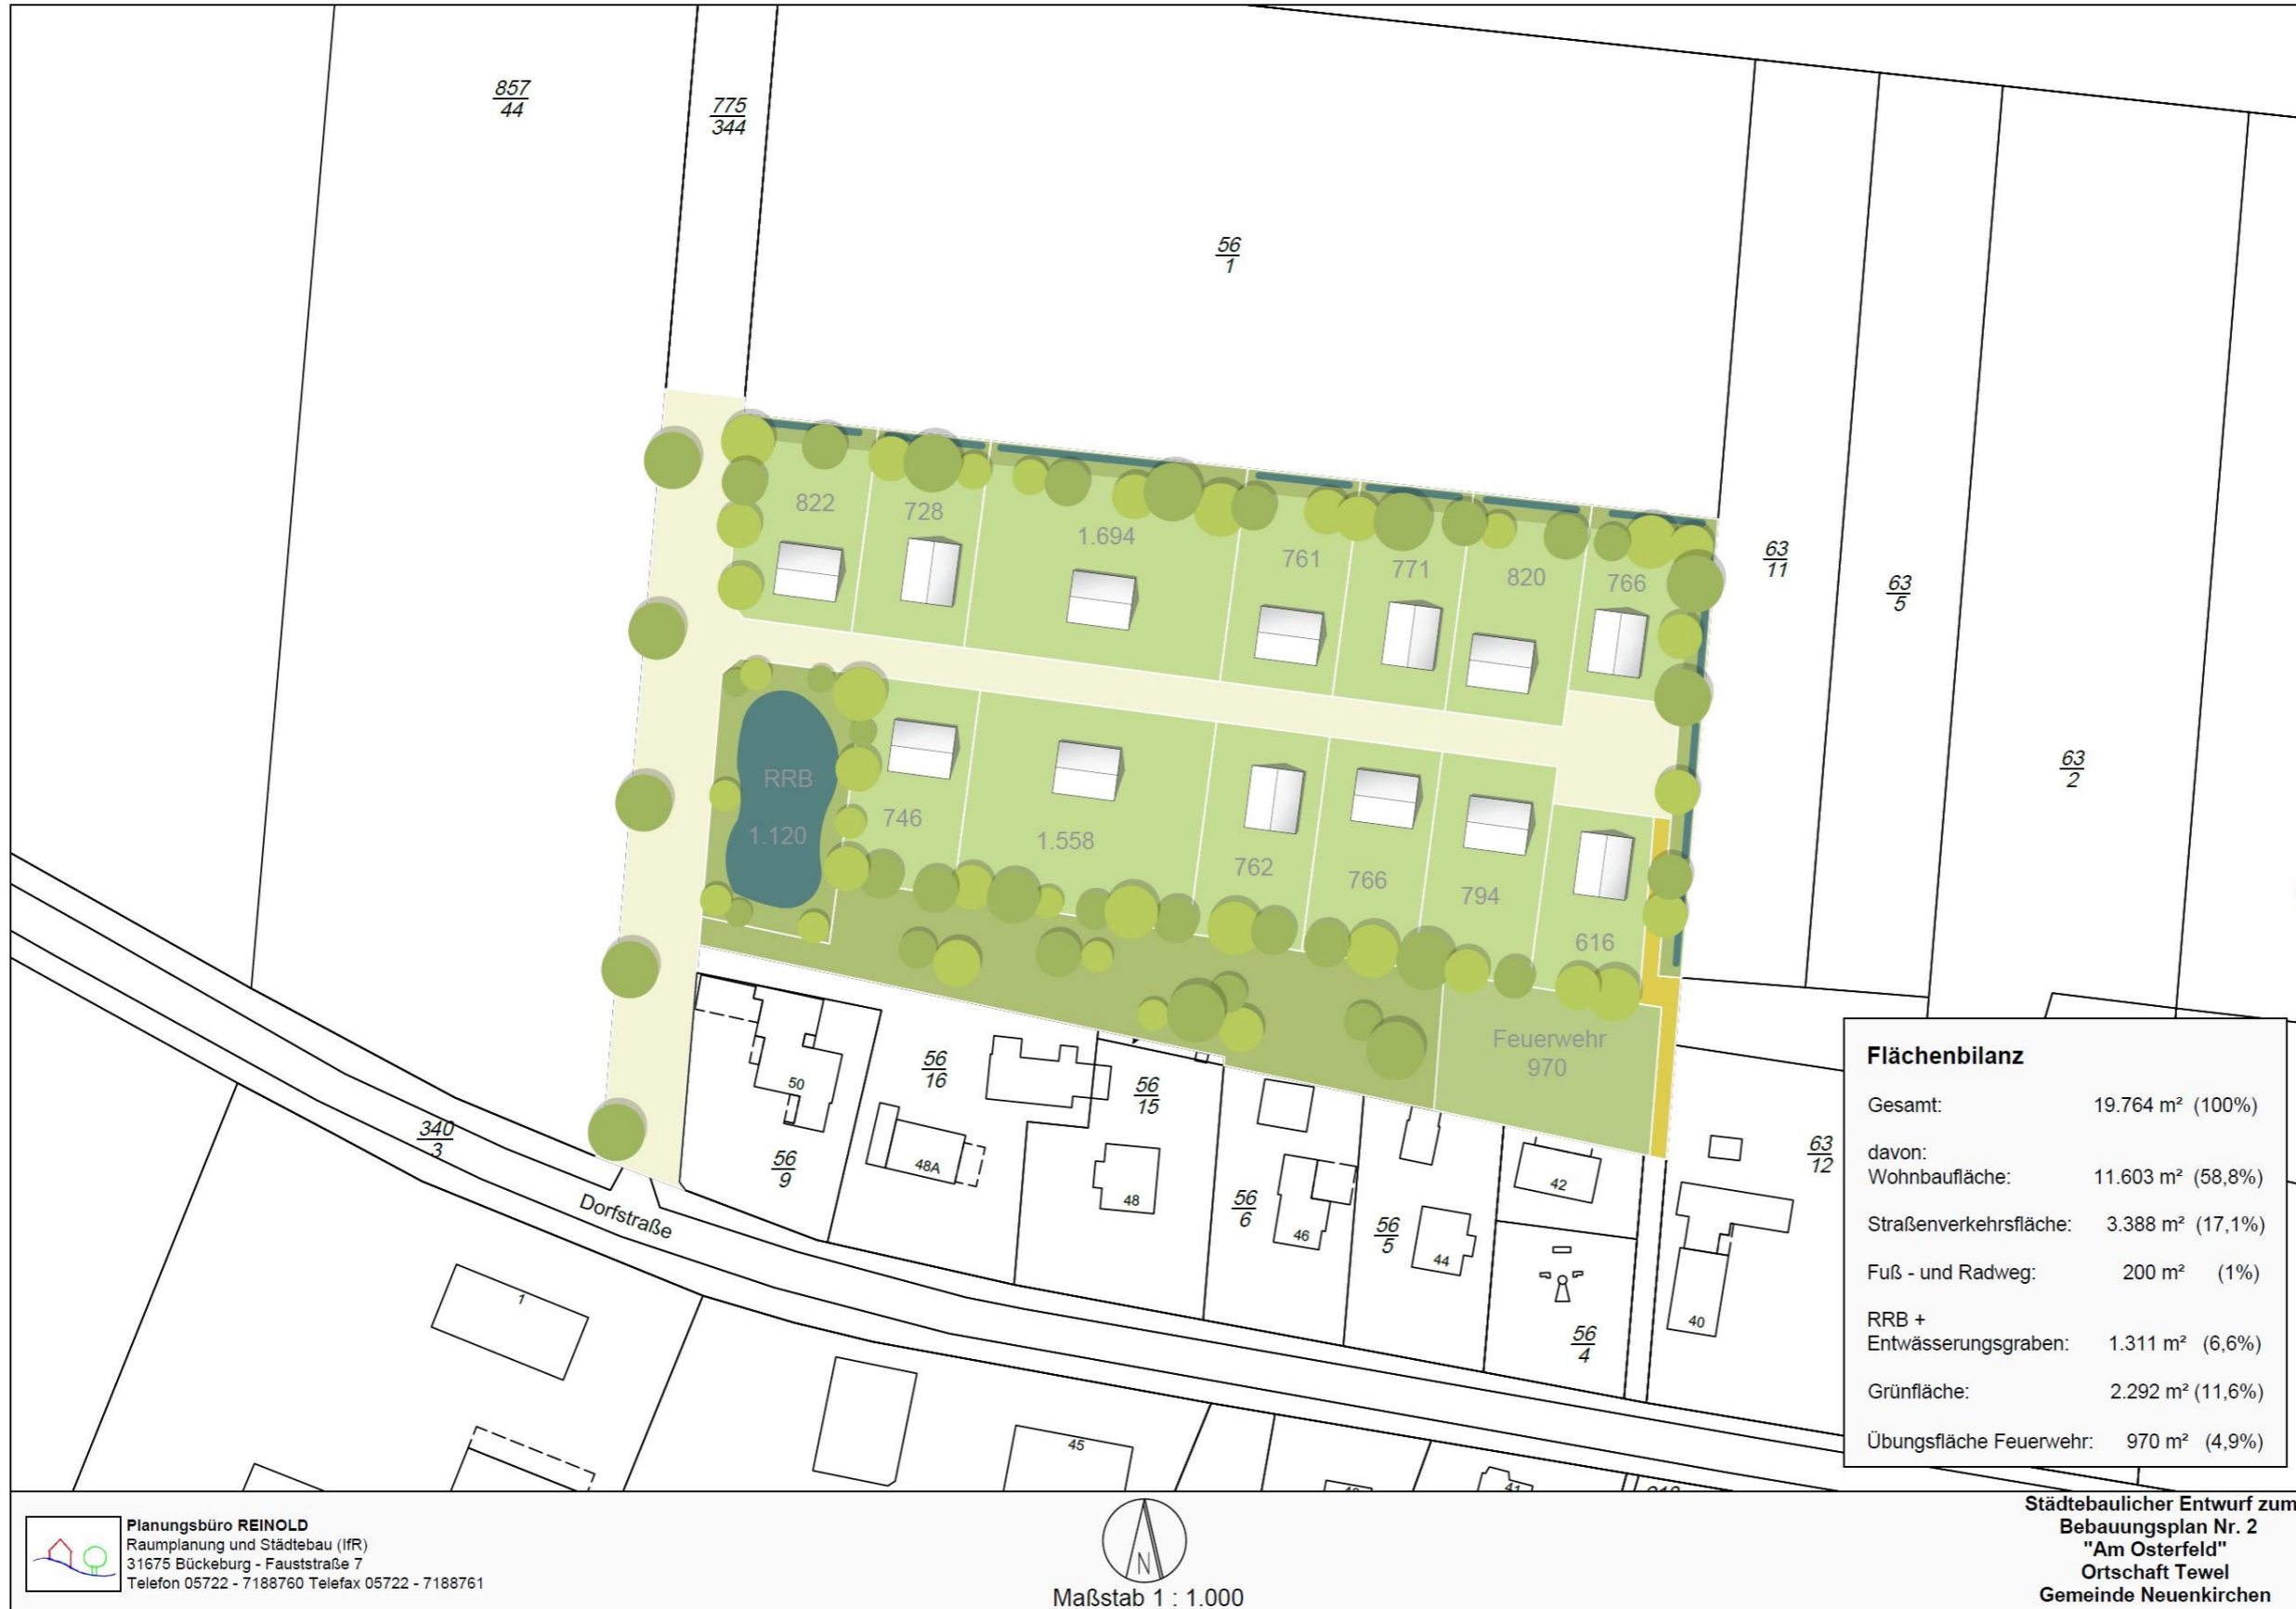 857
44
775
344
56
1
63
11
63
5
63
2
822
728
1.694
761
771
820
766
RRB
1.120
746
1.558
762
766
794
616
Feuerwehr
970
50
56
9
56
16
48A
56
15
48
56
6
46
56
5
44
42
56
4
63
12
40
340
3
Dorfstraße
1
45
Flächenbilanz
Gesamt: 19.764 m² (100%)
davon:
Wohnbaufläche: 11.603 m² (58,8%)
Straßenverkehrsfläche: 3.388 m² (17,1%)
Fuß - und Radweg: 200 m² (1%)
RRB +
Entwässerungsgraben: 1.311 m² (6,6%)
Grünfläche: 2.292 m² (11,6%)
Übungsfläche Feuerwehr: 970 m² (4,9%)
Planungsbüro REINOLD
Raumplanung und Städtebau (IfR)
31675 Bückeburg - Fauststraße 7
Telefon 05722 - 7188760 Telefax 05722 - 7188761
N
Maßstab 1 : 1.000
Städtebaulicher Entwurf zum
Bebauungsplan Nr. 2
"Am Osterfeld"
Ortschaft Tewel
Gemeinde Neuenkirchen